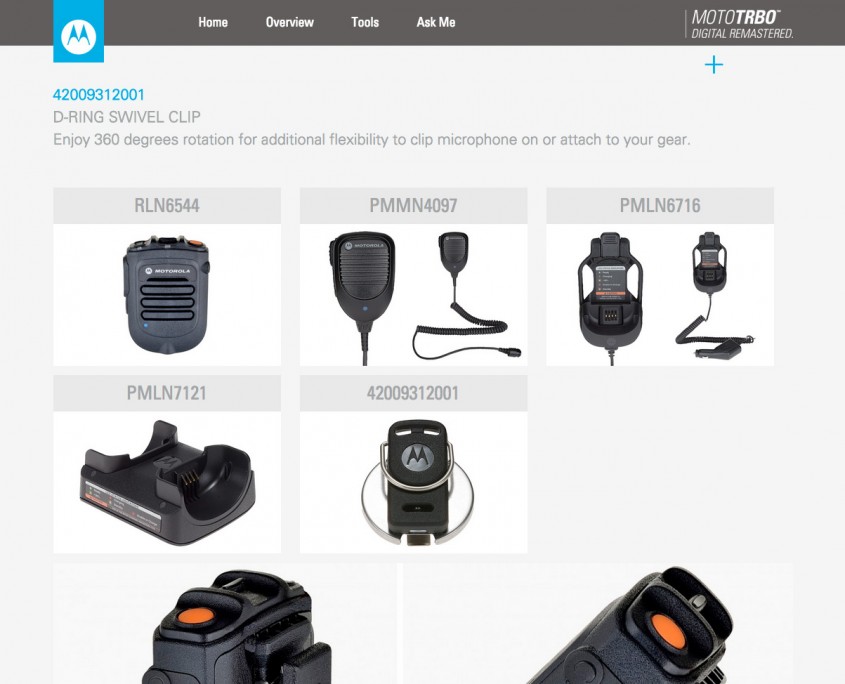 Home Overview Tools Ask Me
MOTOTRBO™
DIGITAL REMASTERED.
42009312001
D-RING SWIVEL CLIP
Enjoy 360 degrees rotation for additional flexibility to clip microphone on or attach to your gear.
RLN6544 PMMN4097 PMLN6716
MOTOROLA MOTOROLA
PMLN7121 42009312001